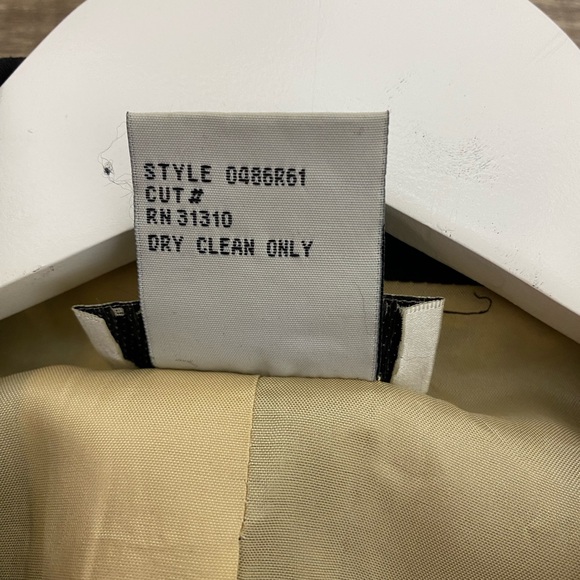 STYLE 0486R61
CUT#
RN 31310
DRY CLEAN ONLY